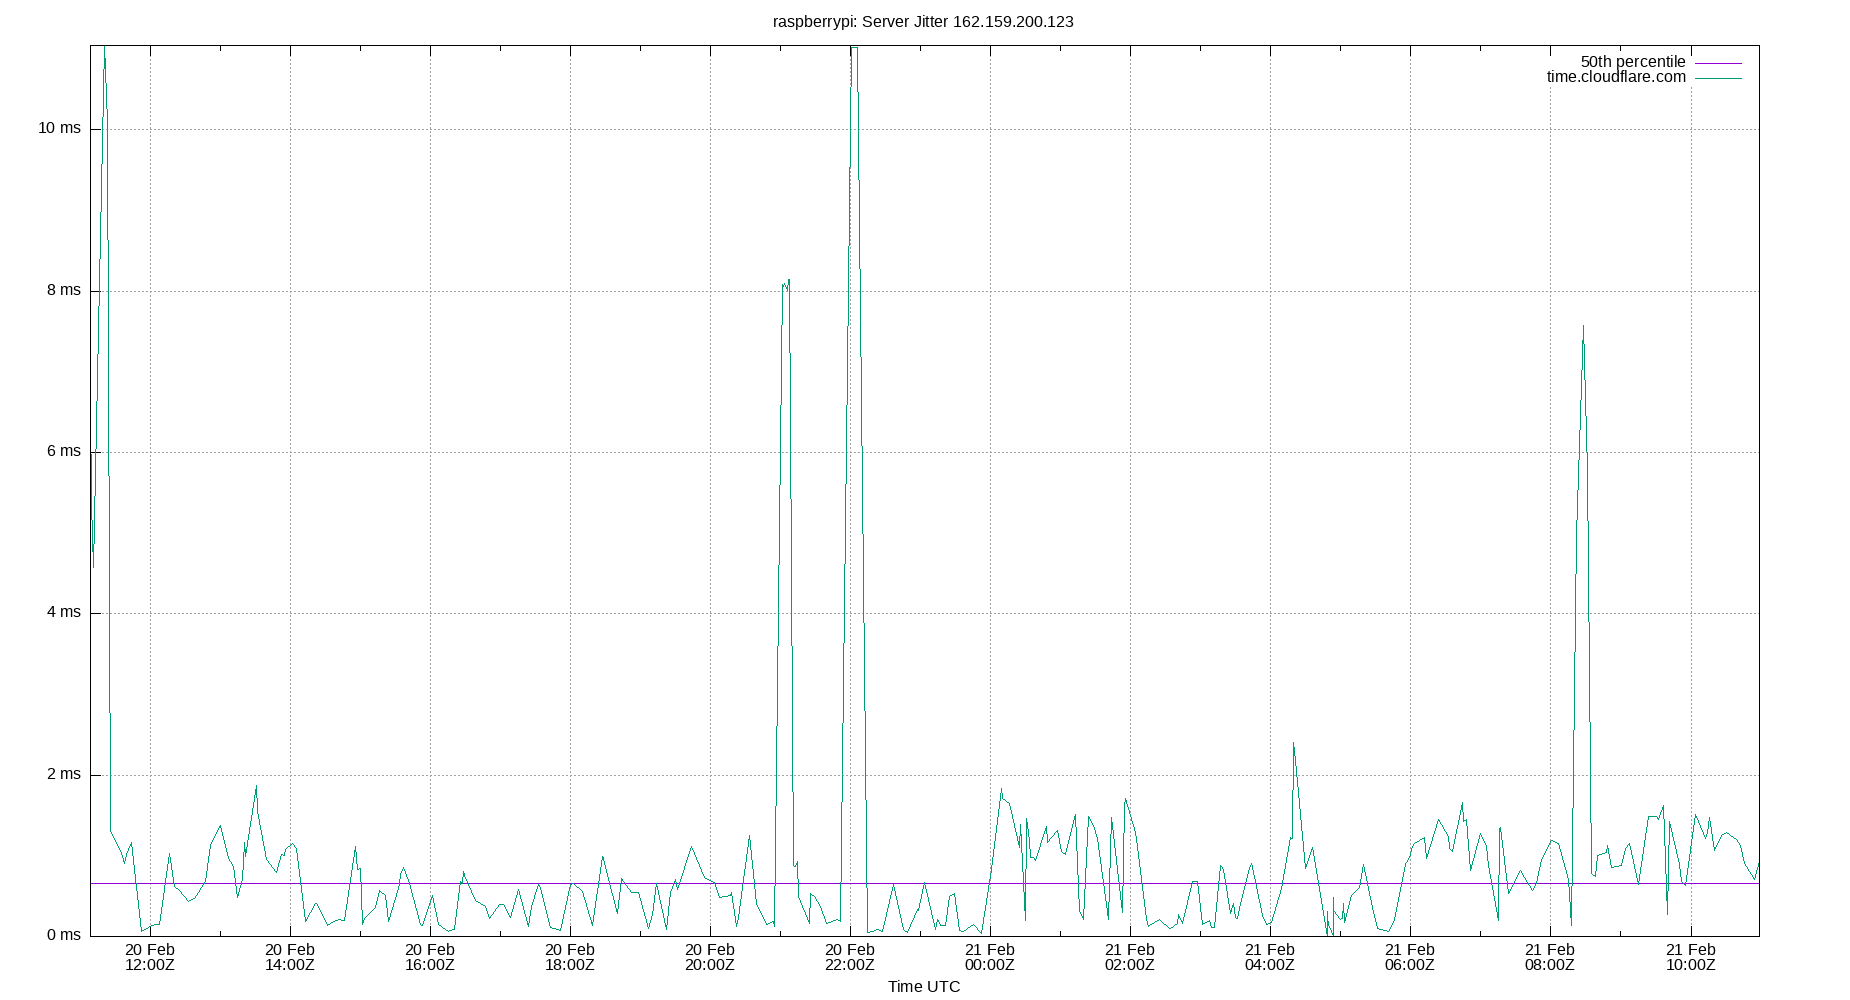 raspberrypi: Server Jitter 162.159.200.123
50th percentile
time.cloudflare.com
10 ms
8 ms
6 ms
4 ms
2 ms
0 ms
20 Feb 20 Feb 20 Feb 20 Feb 20 Feb 20 Feb 21 Feb 21 Feb 21 Feb 21 Feb 21 Feb 21 Feb
12:00Z 14:00Z 16:00Z 18:00Z 20:00Z 22:00Z 00:00Z 02:00Z 04:00Z 06:00Z 08:00Z 10:00Z
Time UTC